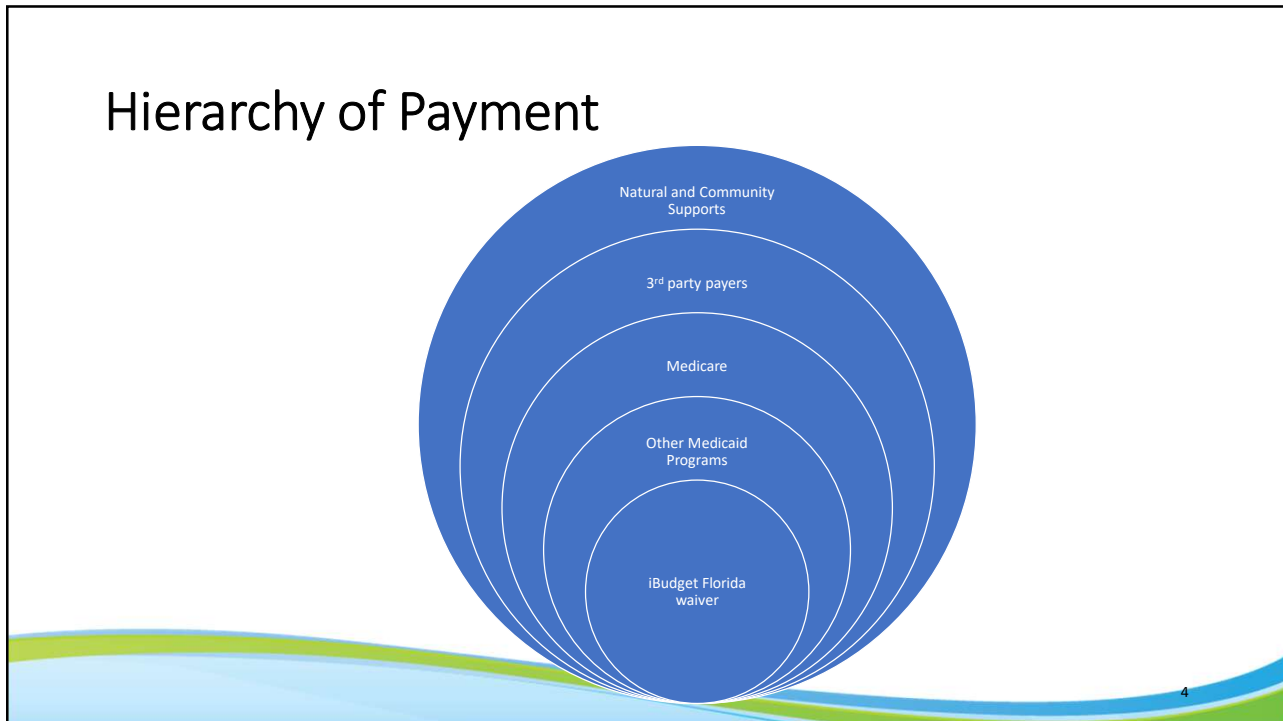 Hierarchy of Payment
Natural and Community
Supports
3rd party payers
Medicare
Other Medicaid
Programs
iBudget Florida
waiver
4